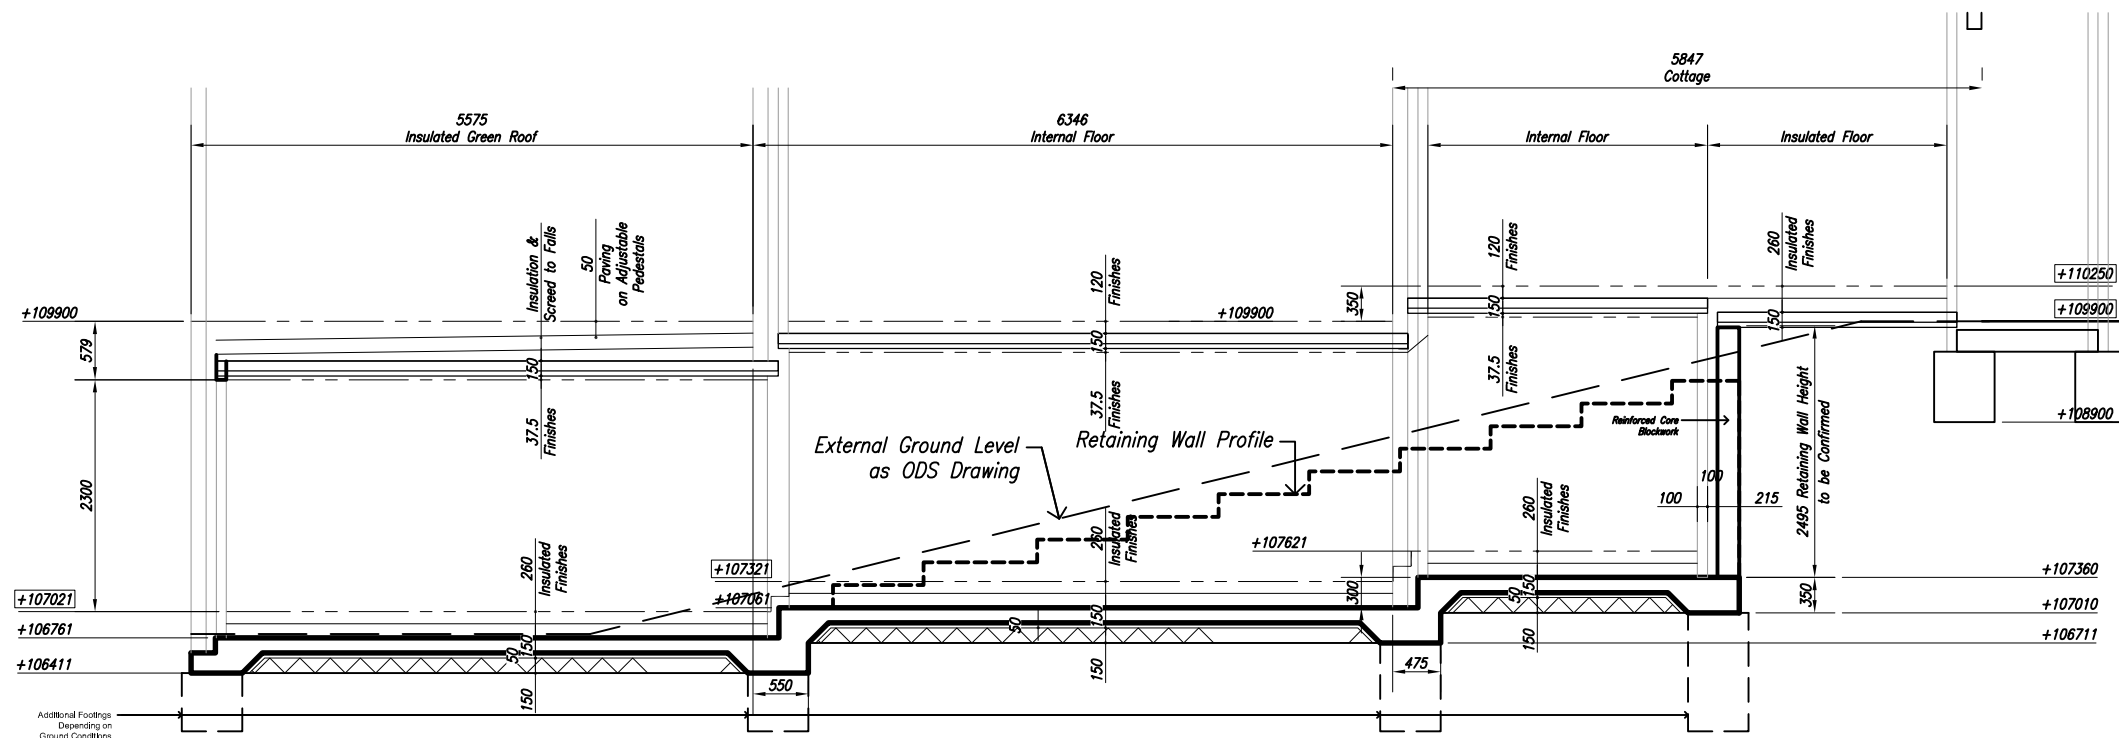 5847
Cottage
5575
Insulated Green Roof
6346
Internal Floor
Internal Floor
Insulated Floor
Insulation &
Screed to Falls
50
Paving
on Adjustable
Pedestals
120
Finishes
120
Finishes
260
Insulated
Finishes
+110250
+109900
+109900
+109900
350
579
150
150
150
150
37.5
Finishes
37.5
Finishes
37.5
Finishes
2300
External Ground Level
as ODS Drawing
Retaining Wall Profile
Reinforced Core
Blockwork
2495 Retaining Wall Height
to be Confirmed
+108900
100
100
215
260
Insulated
Finishes
260
Insulated
Finishes
260
Insulated
Finishes
+107621
+107321
+107061
+107021
+106761
+106411
+107360
+107010
+106711
300
350
50
150
150
50
150
150
50
150
150
550
475
Additional Footings
Depending on
Ground Conditions